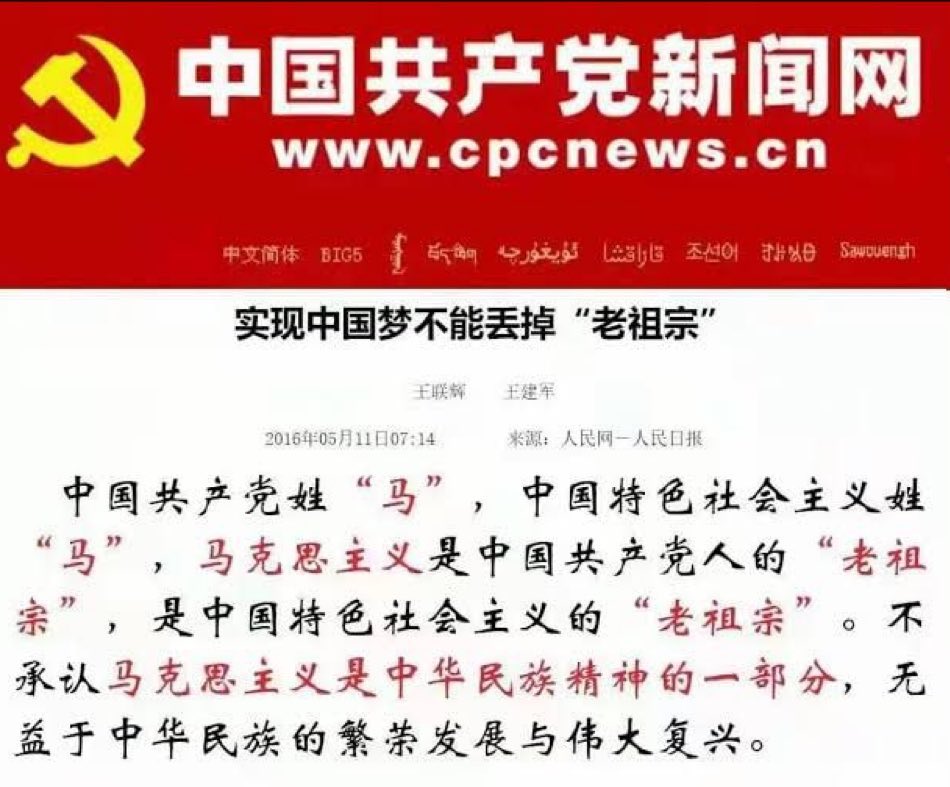 中国共产党新闻网
www.cpcnews.cn
中文简体 BIG5 ئۇيغۇرچە قازاقشا 조선어 Sawcuengh
实现中国梦不能丢掉“老祖宗”
王联辉 王建军
2016年05月11日07:14 来源：人民网－人民日报
中国共产党姓“马”，中国特色社会主义姓
“马”，马克思主义是中国共产党人的“老祖
宗”，是中国特色社会主义的“老祖宗”。不
承认马克思主义是中华民族精神的一部分，无
益于中华民族的繁荣发展与伟大复兴。